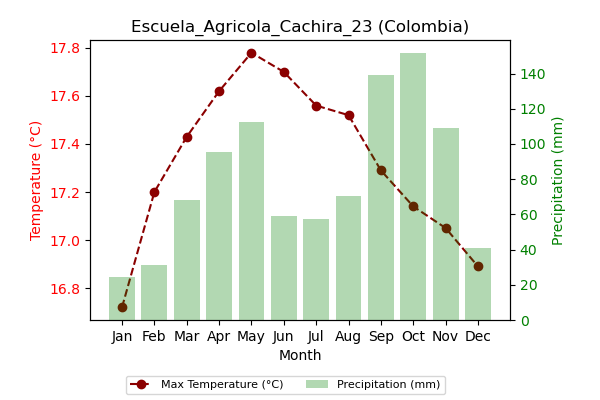 Escuela_Agricola_Cachira_23 (Colombia)
17.8
17.6
17.4
17.2
17.0
16.8
Temperature (°C)
140
120
100
80
60
40
20
0
Precipitation (mm)
Jan Feb Mar Apr May Jun Jul Aug Sep Oct Nov Dec
Month
Max Temperature (°C) Precipitation (mm)